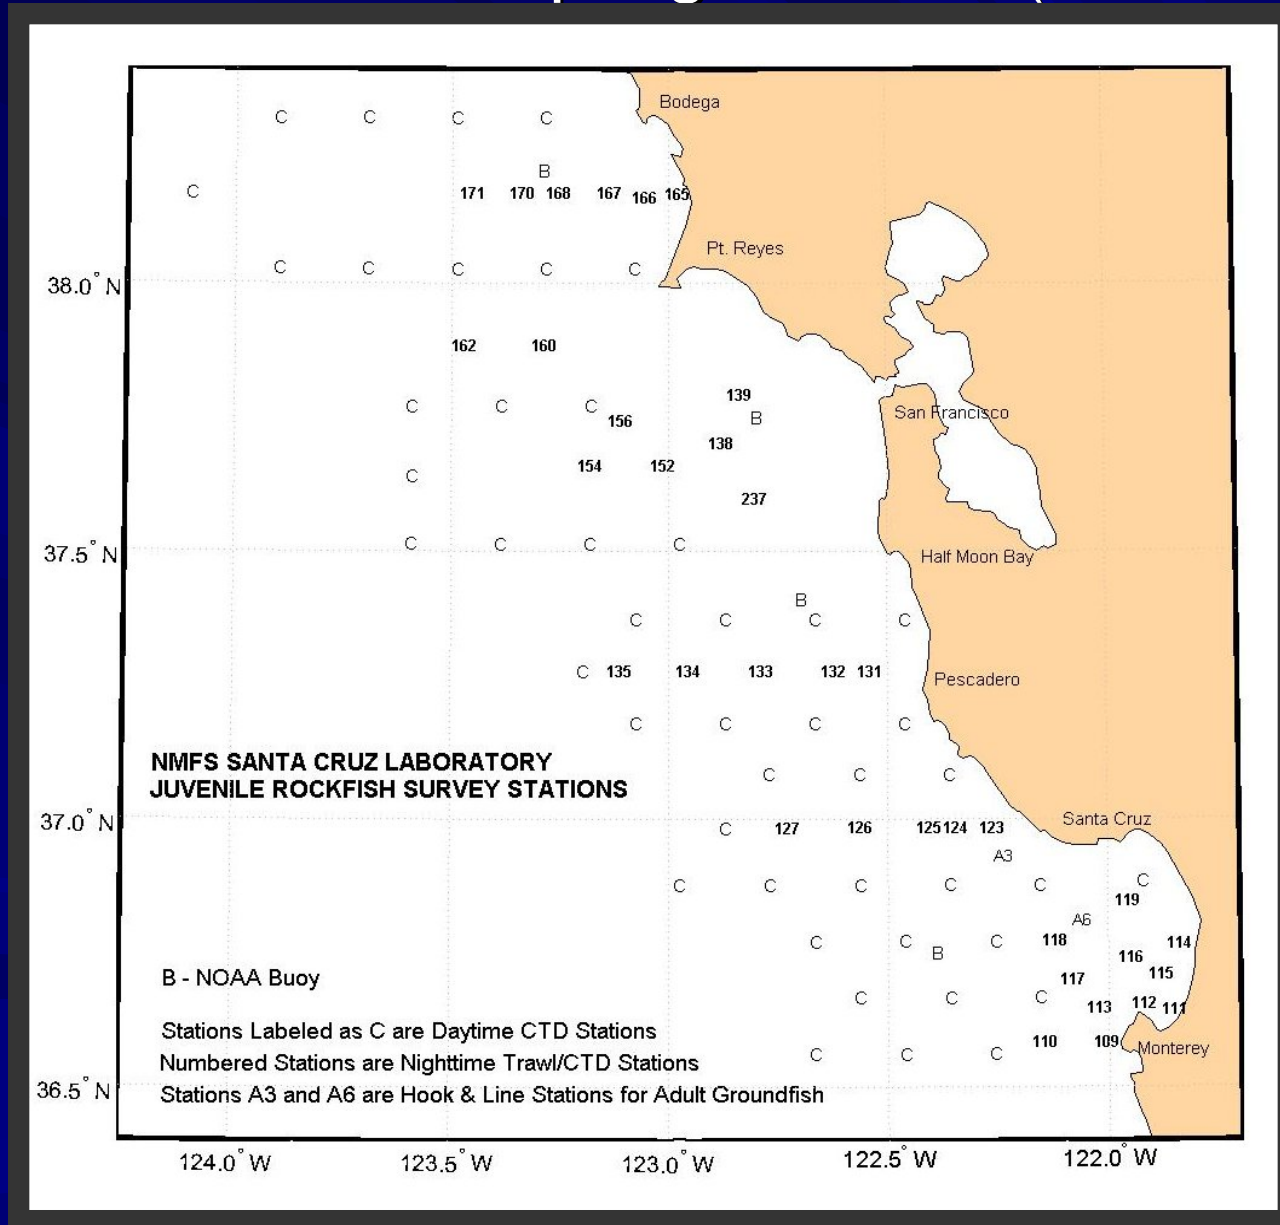 Bodega
C C C C
B
C 171 170 168 167 166 165
Pt. Reyes
C C C C C
38.0° N
162 160
139
C C C 156 B San Francisco
138
154 152
C
237
C C C C
37.5° N Half Moon Bay
B
C C C C
C 135 134 133 132 131 Pescadero
C C C C
NMFS SANTA CRUZ LABORATORY
JUVENILE ROCKFISH SURVEY STATIONS
C C C
37.0° N C 127 126 125 124 123 Santa Cruz
A3
C C C C C C
119
A6
C C C 118 114
B 116
117 115
B - NOAA Buoy
C C C 113 112 111
Stations Labeled as C are Daytime CTD Stations
110 109 Monterey
C C C
Numbered Stations are Nighttime Trawl/CTD Stations
Stations A3 and A6 are Hook & Line Stations for Adult Groundfish
36.5° N
124.0° W 123.5° W 123.0° W 122.5° W 122.0° W